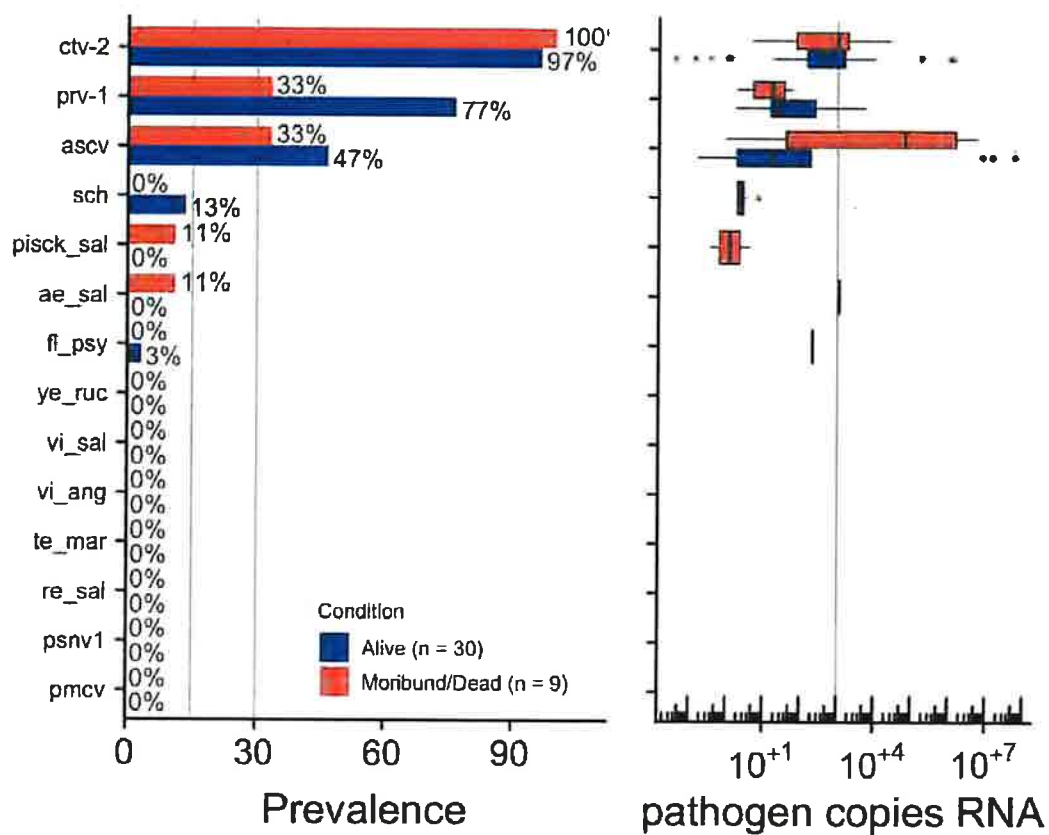 ctv-2
100'
97%
prv-1
33%
77%
ascv
33%
47%
sch
0%
13%
pisck_sal
11%
0%
ae_sal
11%
0%
fl_psy
0%
3%
ye_ruc
0%
0%
vi_sal
0%
0%
vi_ang
0%
0%
te_mar
0%
0%
re_sal
0%
0%
psnv1
0%
0%
pmcv
0%
0%
Condition
Alive (n = 30)
Moribund/Dead (n = 9)
0 30 60 90
Prevalence
10+1 10+4 10+7
pathogen copies RNA